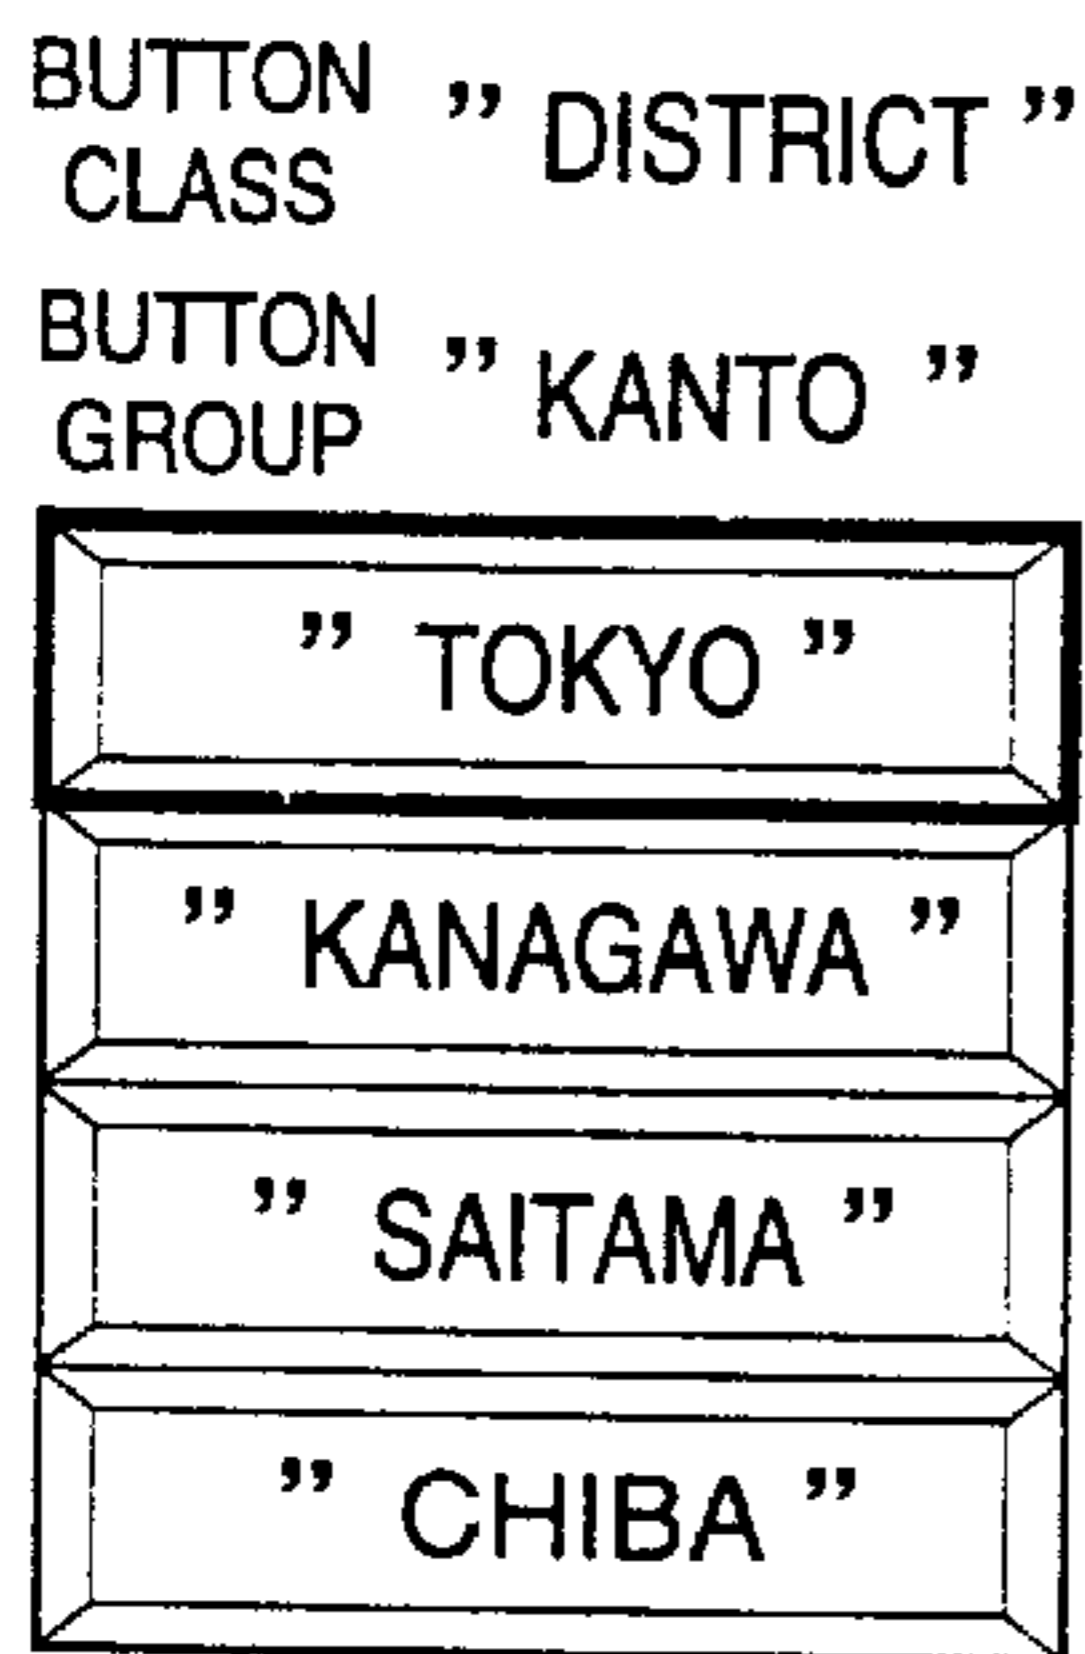 BUTTON CLASS ” DISTRICT ”
BUTTON GROUP ” KANTO ”
” TOKYO ”
” KANAGAWA ”
” SAITAMA ”
” CHIBA ”